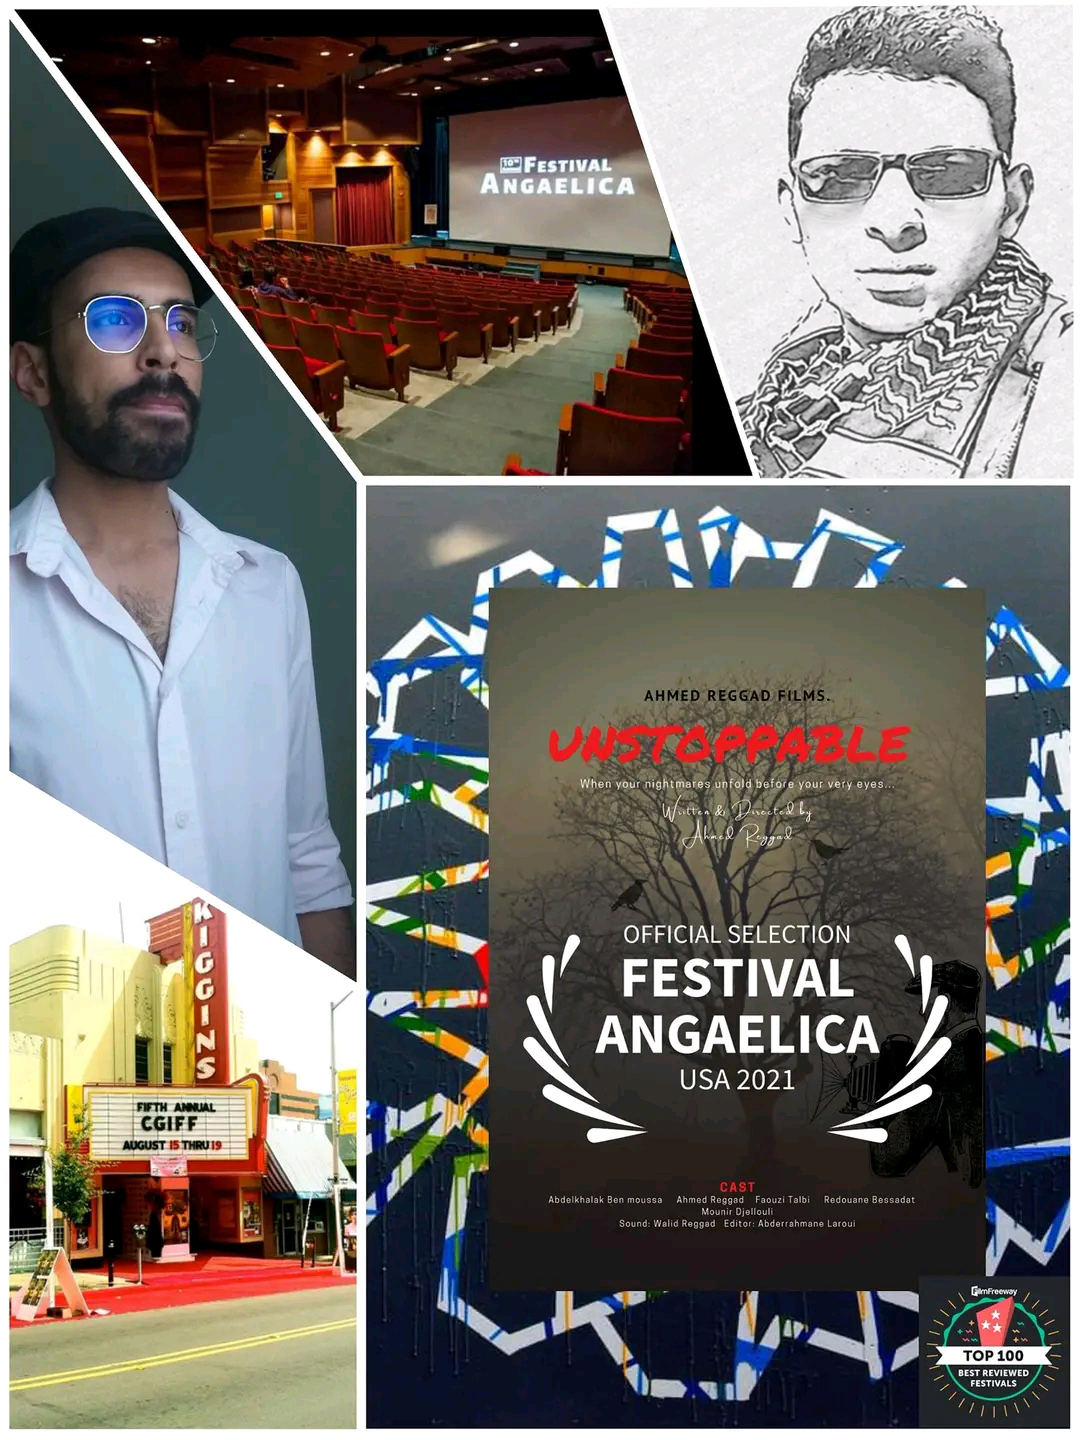 10TH FESTIVAL
ANGAELICA
KIGGINS
FIFTH ANNUAL
CGIFF
AUGUST 15 THRU 19
AHMED REGGAD FILMS.
UNSTOPPABLE
When your nightmares unfold before your very eyes...
Written & Directed by
Ahmed Reggad
OFFICIAL SELECTION
FESTIVAL
ANGAELICA
USA 2021
CAST
Abdelkhalak Ben moussa Ahmed Reggad Faouzi Talbi Redouane Bessadat
Mounir Djellouli
Sound: Walid Reggad Editor: Abderrahmane Laroui
FilmFreeway
TOP 100
BEST REVIEWED
FESTIVALS